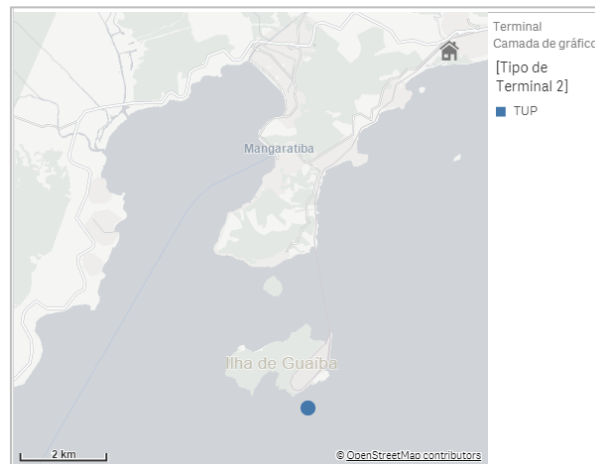 Terminal
Camada de gráfico
[Tipo de
Terminal 2]
TUP
Mangaratiba
Ilha de Guaíba
2 km
© OpenStreetMap contributors